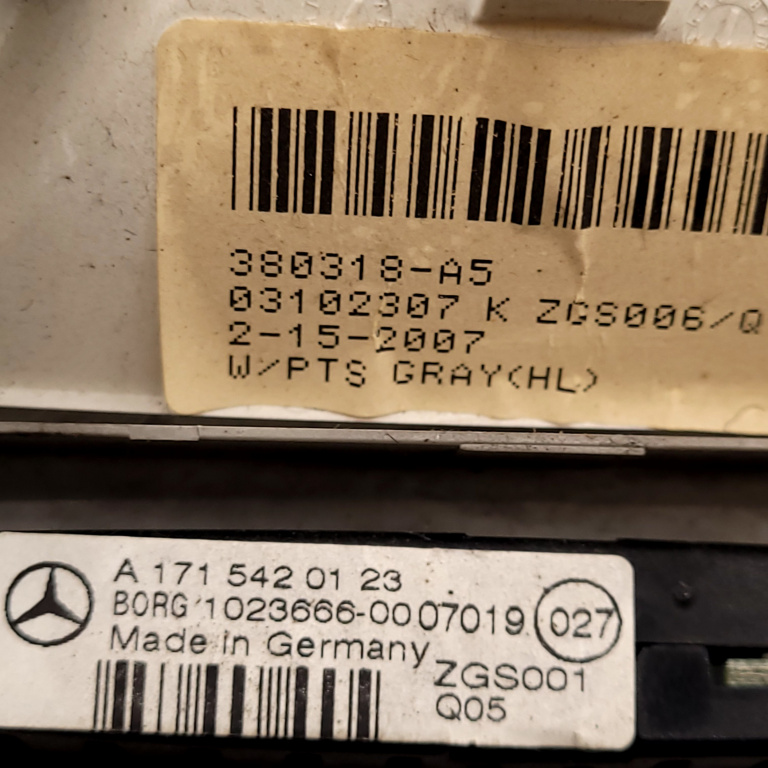 380318-A5
03102307 K ZGS006/Q
2-15-2007
W/PTS GRAY(HL)
A 171 542 01 23
BORG 1023666-00 07019 027
Made in Germany
ZGS001
Q05